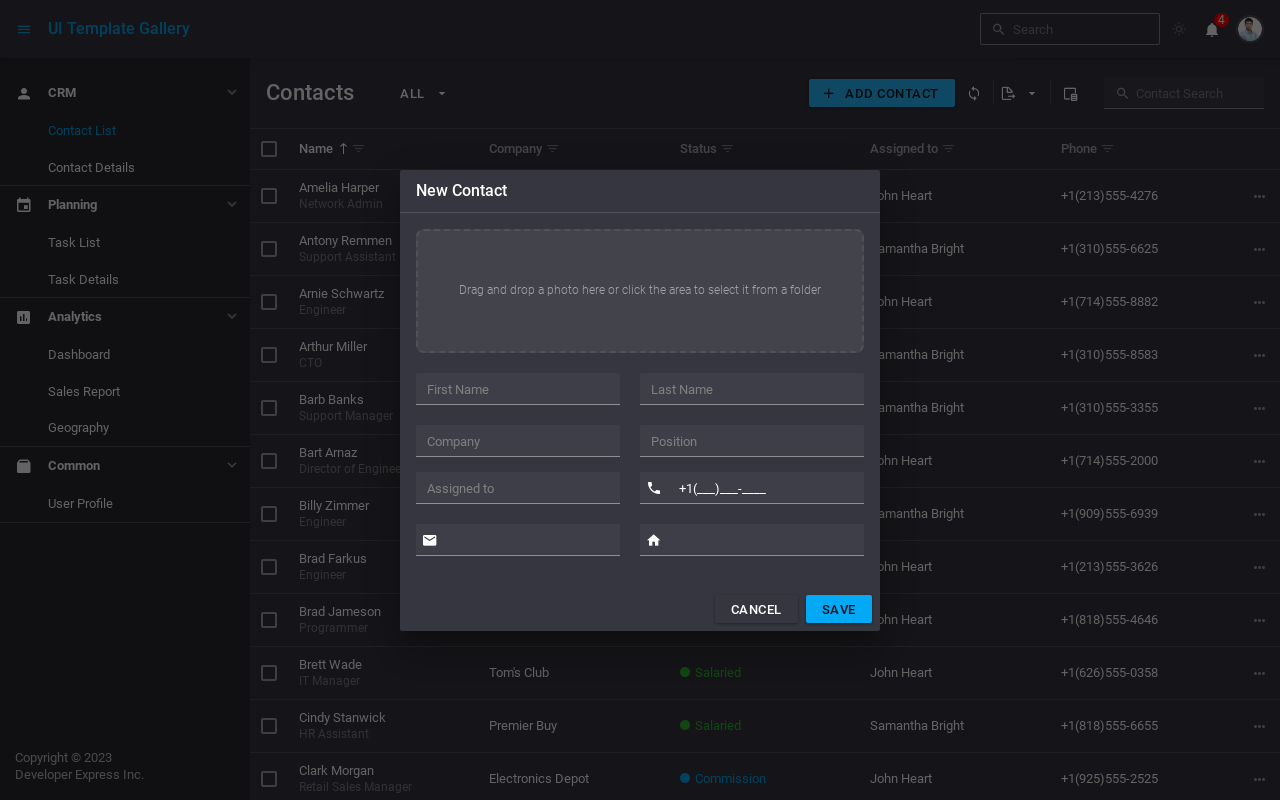 UI Template Gallery
Search
4
CRM
Contact List
Contact Details
Planning
Task List
Task Details
Analytics
Dashboard
Sales Report
Geography
Common
User Profile
Copyright © 2023
Developer Express Inc.
Contacts
ALL
ADD CONTACT
Contact Search
Name Company Status Assigned to Phone
Amelia Harper
Network Admin
John Heart
+1(213)555-4276
Antony Remmen
Support Assistant
Samantha Bright
+1(310)555-6625
Arnie Schwartz
Engineer
John Heart
+1(714)555-8882
Arthur Miller
CTO
Samantha Bright
+1(310)555-8583
Barb Banks
Support Manager
Samantha Bright
+1(310)555-3355
Bart Arnaz
Director of Enginee
John Heart
+1(714)555-2000
Billy Zimmer
Engineer
Samantha Bright
+1(909)555-6939
Brad Farkus
Engineer
John Heart
+1(213)555-3626
Brad Jameson
Programmer
John Heart
+1(818)555-4646
Brett Wade
IT Manager
Tom's Club
Salaried
John Heart
+1(626)555-0358
Cindy Stanwick
HR Assistant
Premier Buy
Salaried
Samantha Bright
+1(818)555-6655
Clark Morgan
Retail Sales Manager
Electronics Depot
Commission
John Heart
+1(925)555-2525
New Contact
Drag and drop a photo here or click the area to select it from a folder
First Name
Last Name
Company
Position
Assigned to
+1(___)___-____
CANCEL
SAVE